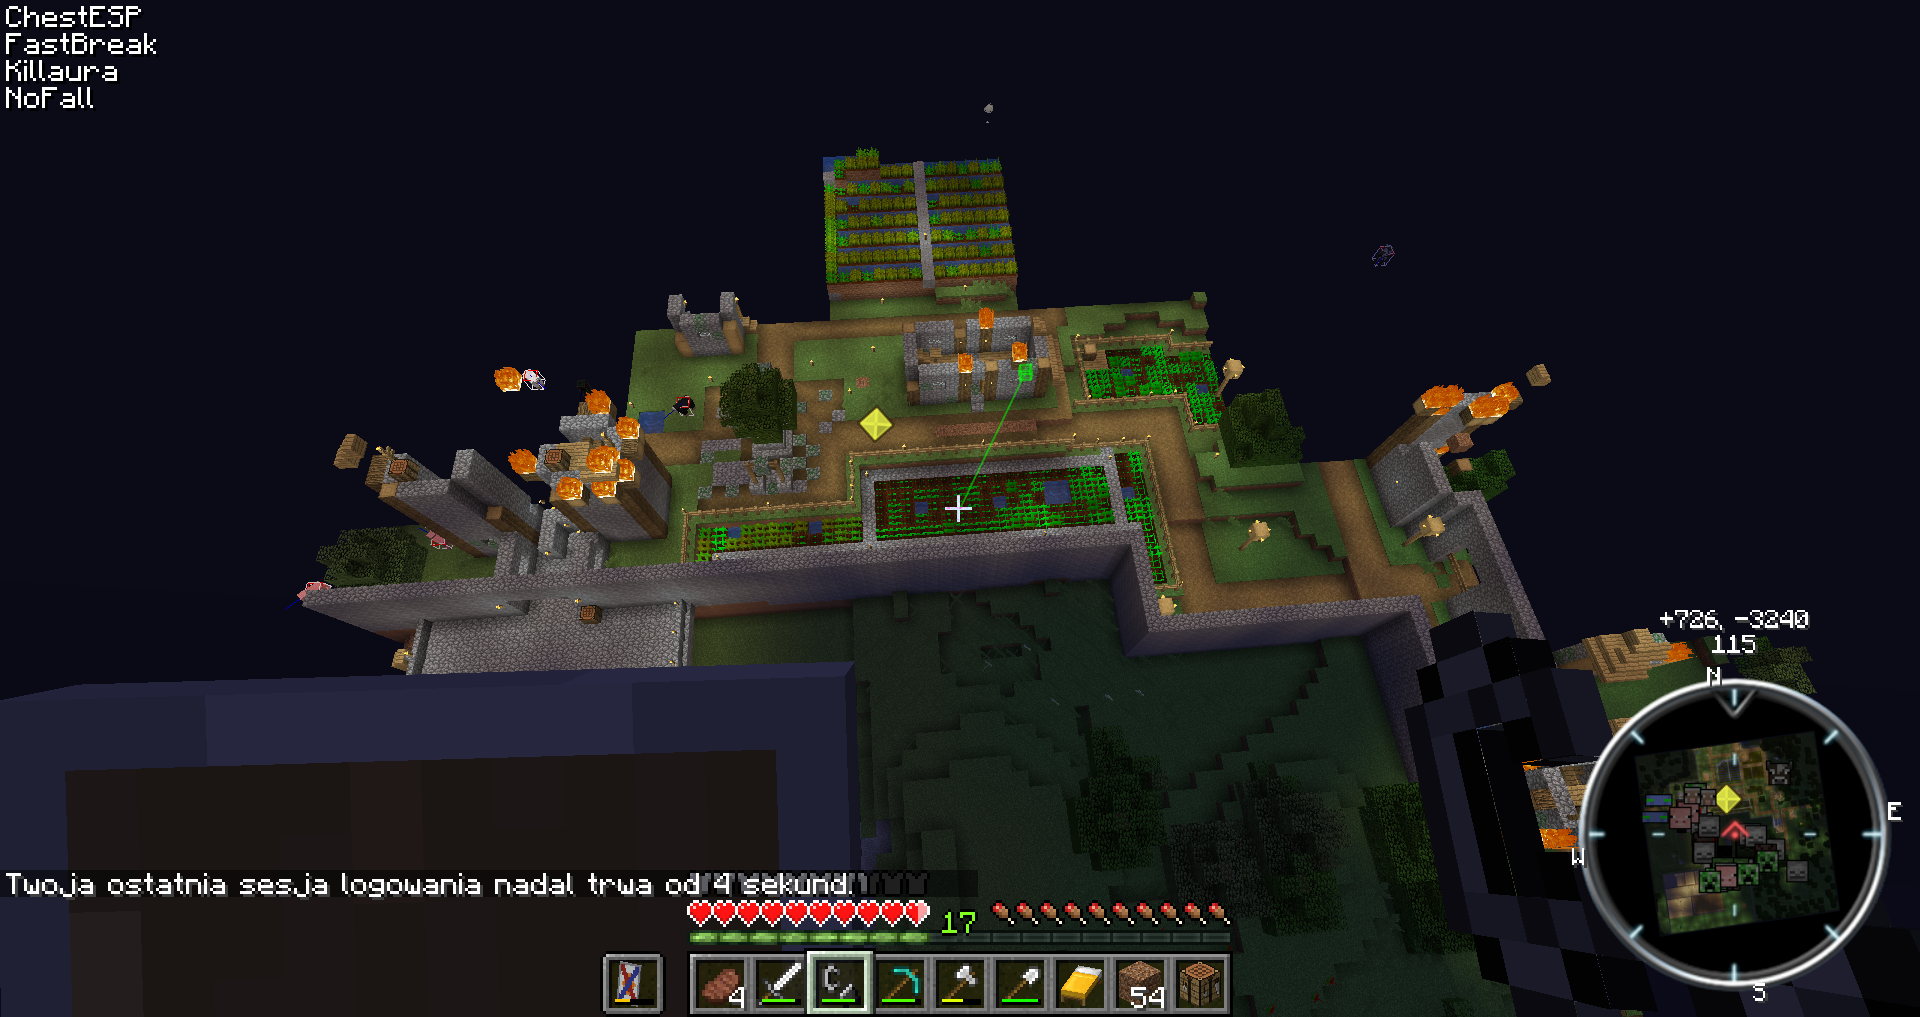 ChestESP
FastBreak
Killaura
NoFall
+726, -3240
115
N
E
W
S
Twoja ostatnia sesja logowania nadal trwa od 4 sekund.
17
4
54